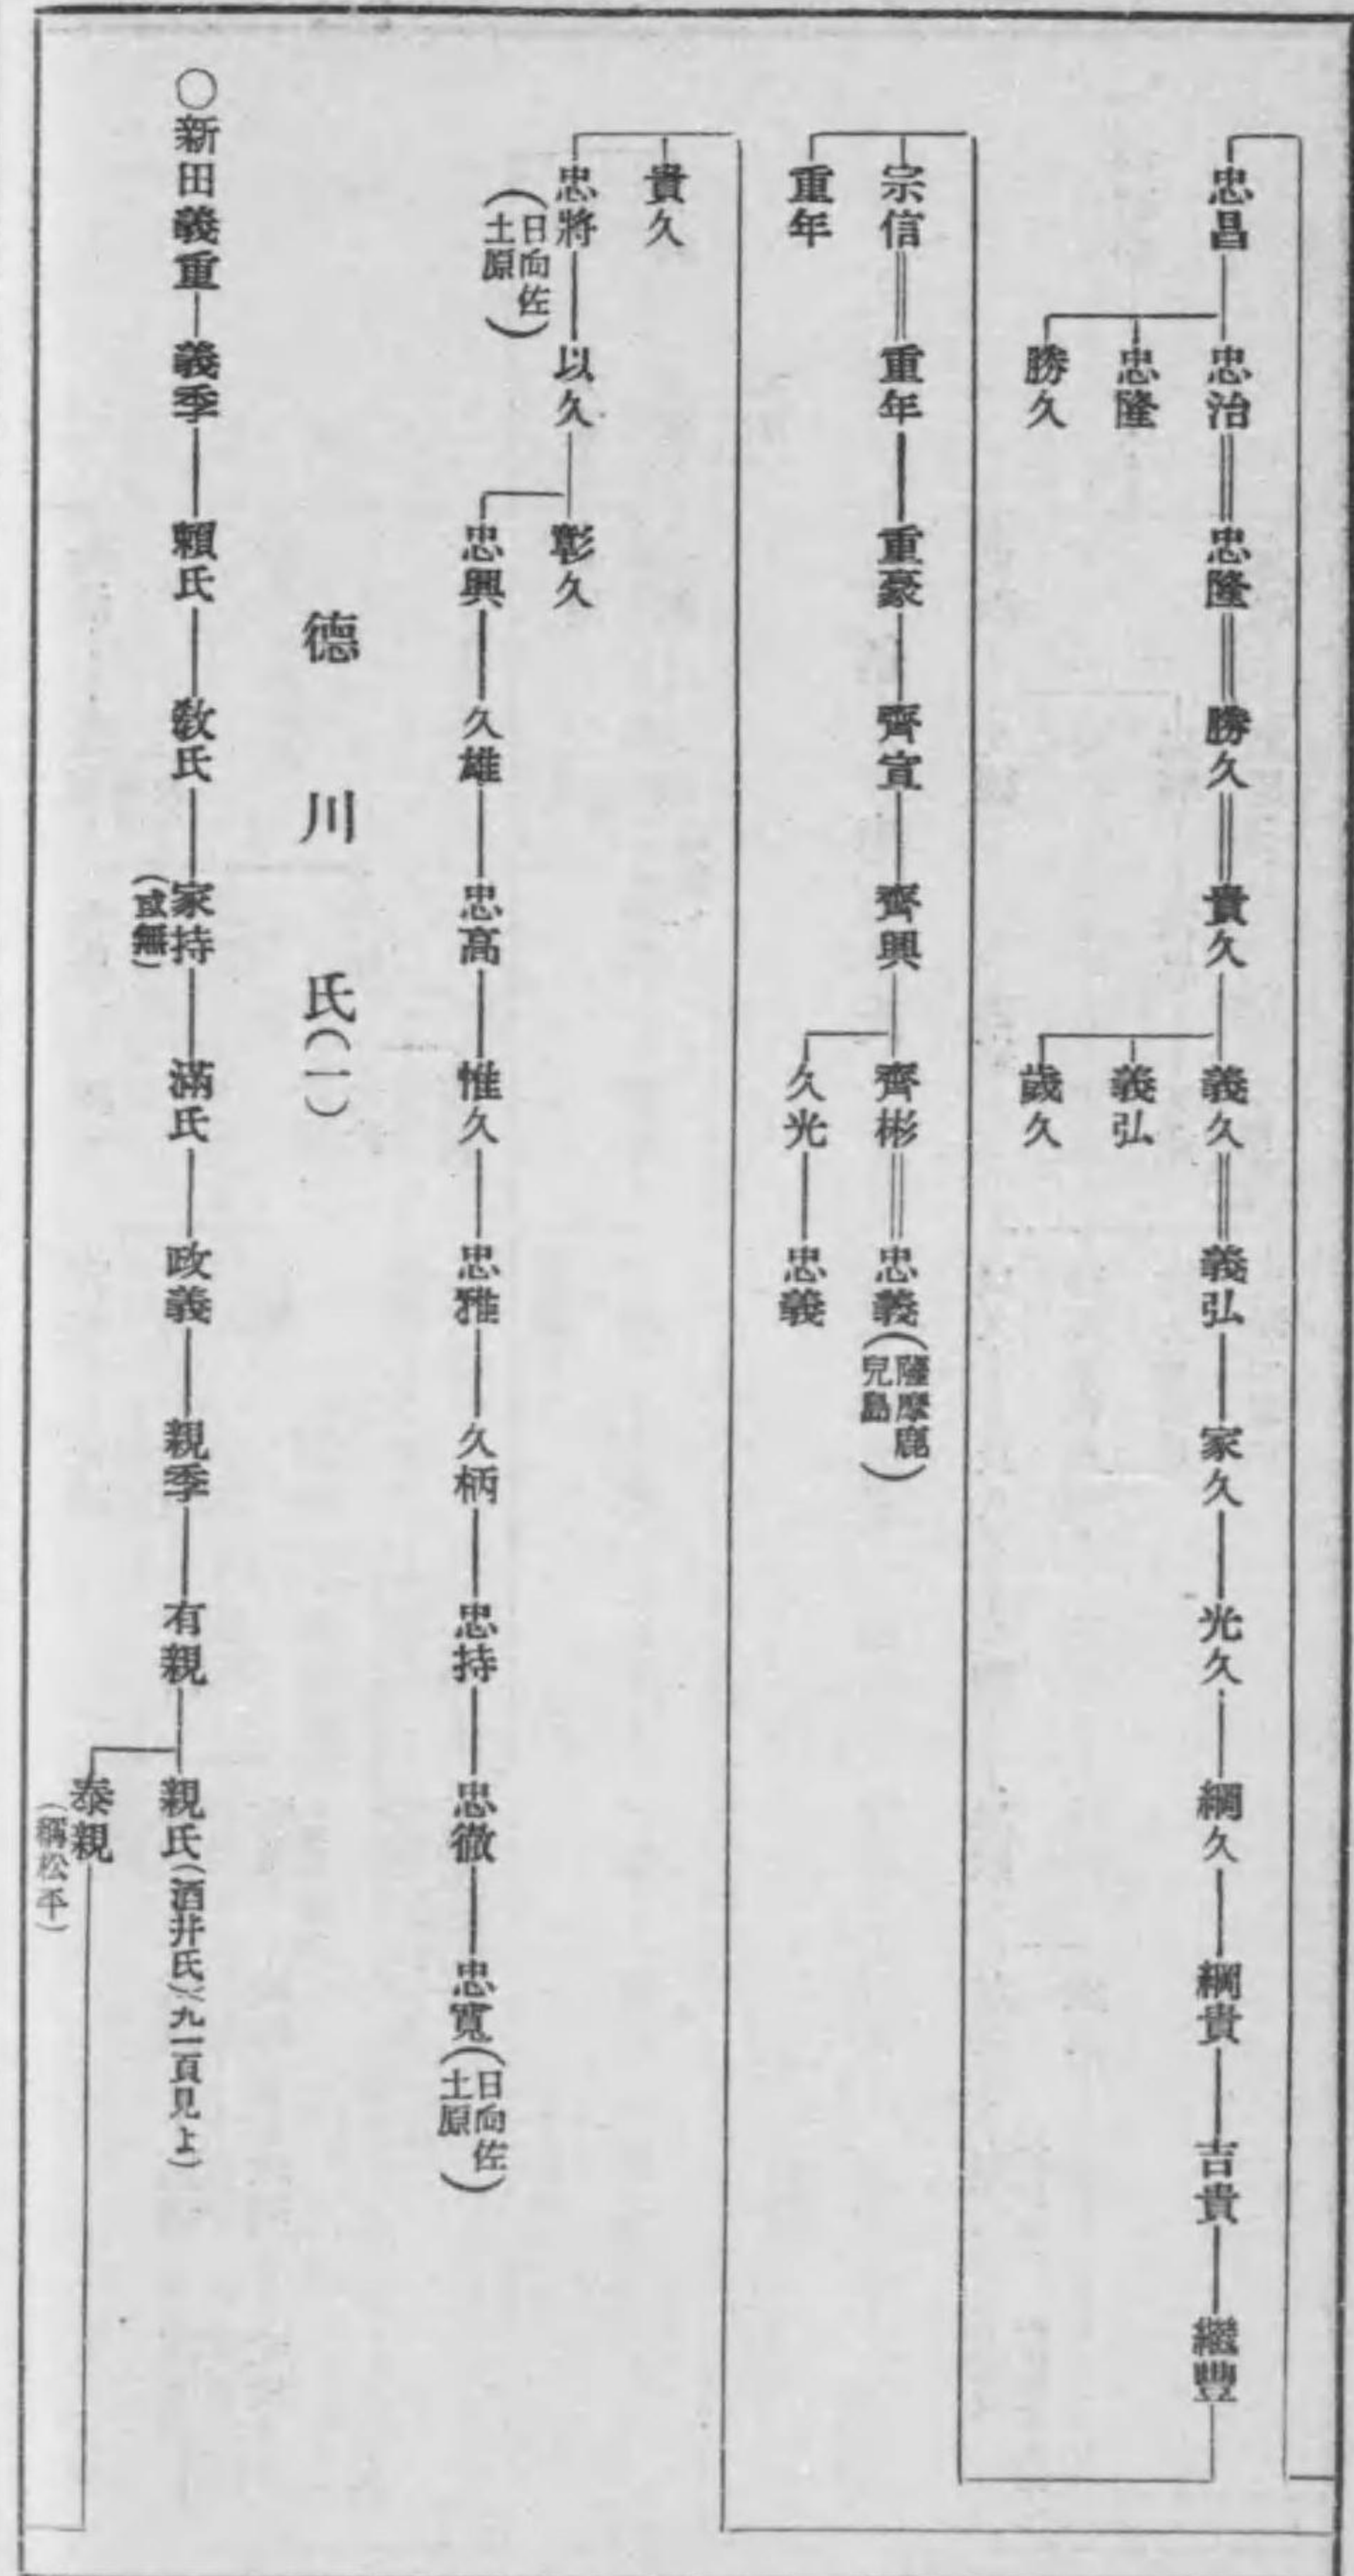 忠昌 忠治 忠隆 勝久 貴久 義久 義弘 家久 光久 綱久 綱貴 吉貴 繼豐
忠隆 義弘
勝久 歲久
宗信 重年 重豪 齊宣 齊興 齊彬 忠義(薩摩鹿兒島)
重年 久光 忠義
貴久
忠將(日向佐土原) 以久 彰久
忠興 久雄 忠高 惟久 忠雅 久柄 忠持 忠徹 忠寬(日向佐土原)
德川氏(一)
○新田義重 義季 賴氏 敎氏 家持(或無) 滿氏 政義 親季 有親 親氏(酒井氏)(九一頁見よ)
泰親(稱松平)